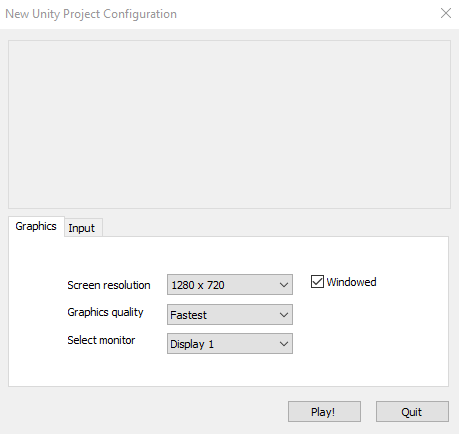 New Unity Project Configuration
Graphics Input
Screen resolution 1280 x 720 Windowed
Graphics quality Fastest
Select monitor Display 1
Play! Quit